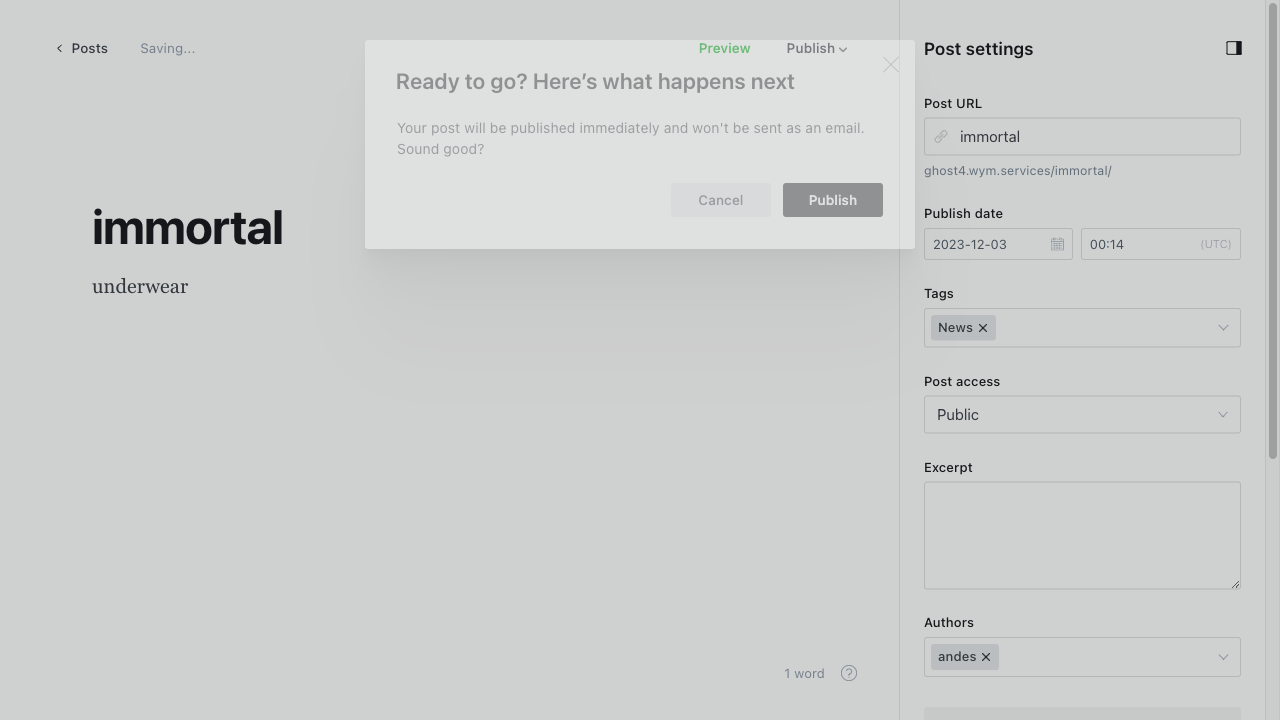 Posts
Saving...
Preview
Publish
Post settings
Ready to go? Here's what happens next
Your post will be published immediately and won't be sent as an email.
Sound good?
Cancel
Publish
immortal
underwear
Post URL
immortal
ghost4.wym.services/immortal/
Publish date
2023-12-03
00:14
(UTC)
Tags
News
Post access
Public
Excerpt
Authors
andes
1 word